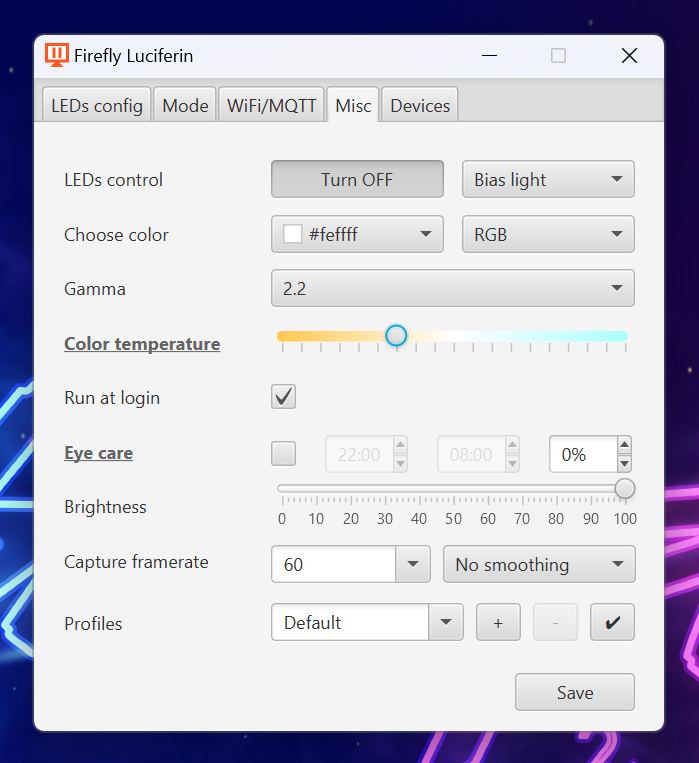 Firefly Luciferin
LEDs config Mode WiFi/MQTT Misc Devices
LEDs control Turn OFF Bias light
Choose color #feffff RGB
Gamma 2.2
Color temperature
Run at login
Eye care 22:00 08:00 0%
Brightness
0 10 20 30 40 50 60 70 80 90 100
Capture framerate 60 No smoothing
Profiles Default + - ✔
Save